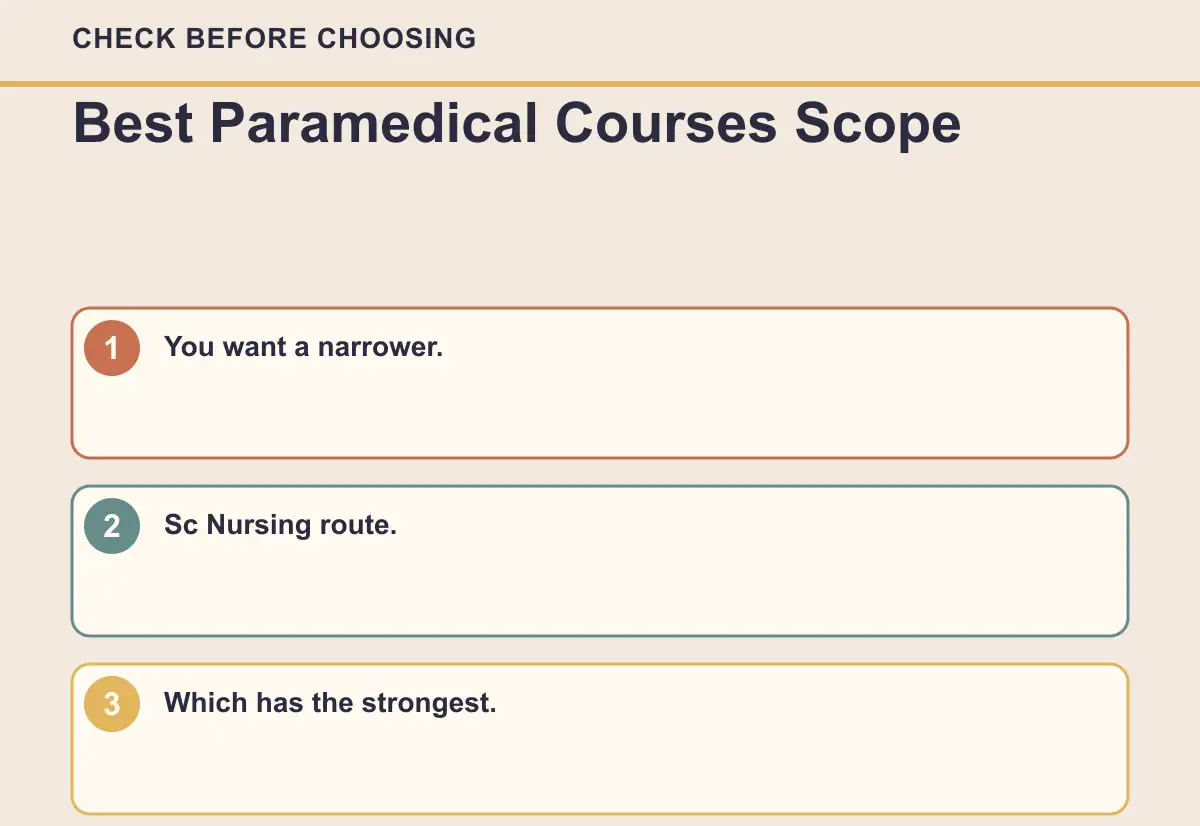 CHECK BEFORE CHOOSING
Best Paramedical Courses Scope
1 You want a narrower.
2 Sc Nursing route.
3 Which has the strongest.